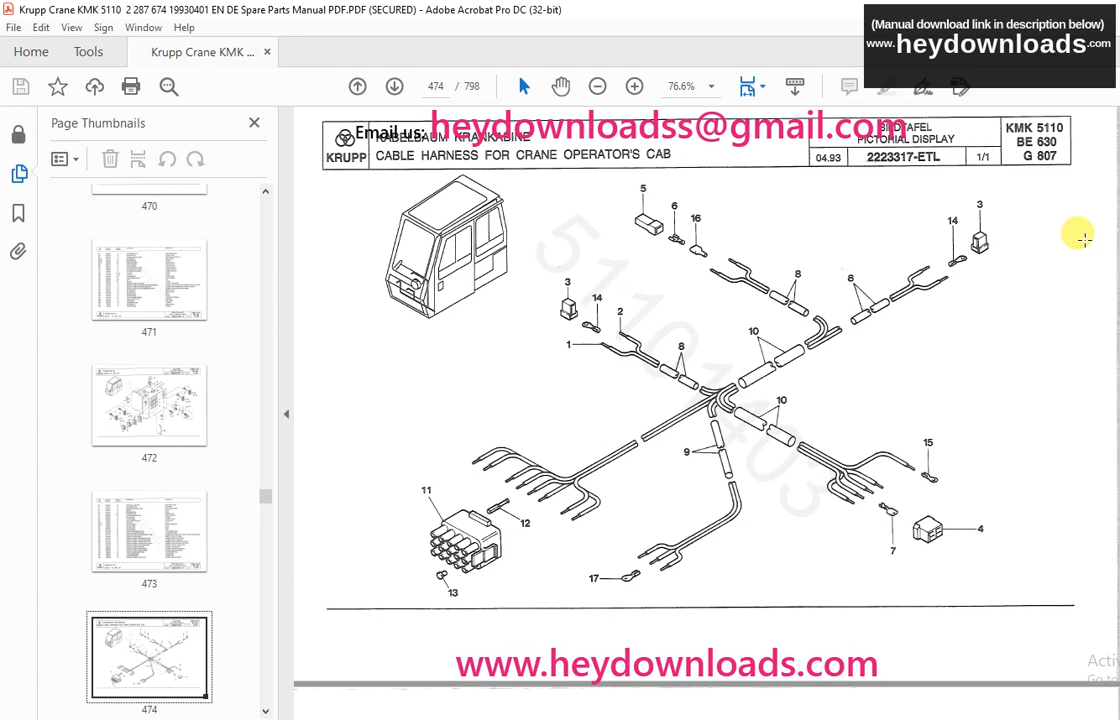 Krupp Crane KMK 5110 2 287 674 19930401 EN DE Spare Parts Manual PDF.PDF (SECURED) - Adobe Acrobat Pro DC (32-bit)
File Edit View Sign Window Help
(Manual download link in description below)
www.heydownloads.com
Home Tools Krupp Crane KMK ... ×
474 / 798 76.6%
Page Thumbnails
470
471
472
473
474
Email us: heydownloadss@gmail.com
KRUPP
KABELBAUM KRANKABINE
CABLE HARNESS FOR CRANE OPERATOR'S CAB
BILDTAFEL
PICTORIAL DISPLAY
04.93 2223317-ETL 1/1
KMK 5110
BE 630
G 807
5
6
16
3
14
8
8
3
14
2
1
8
10
10
9
15
11
12
4
7
17
13
51101403
www.heydownloads.com
Activ